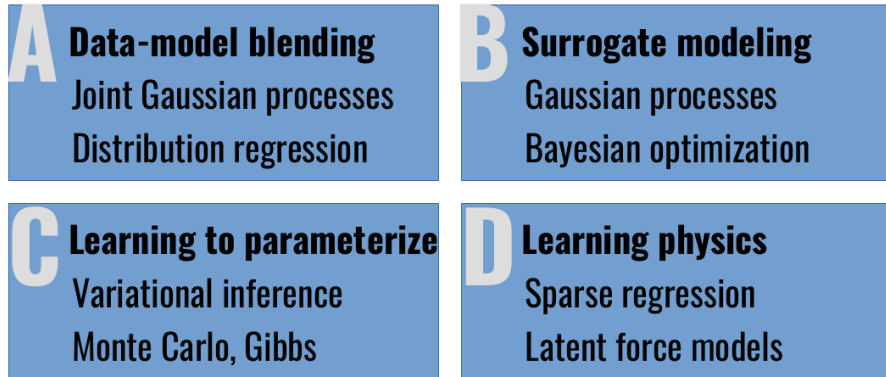 A Data-model blending
Joint Gaussian processes
Distribution regression
B Surrogate modeling
Gaussian processes
Bayesian optimization
C Learning to parameterize
Variational inference
Monte Carlo, Gibbs
D Learning physics
Sparse regression
Latent force models